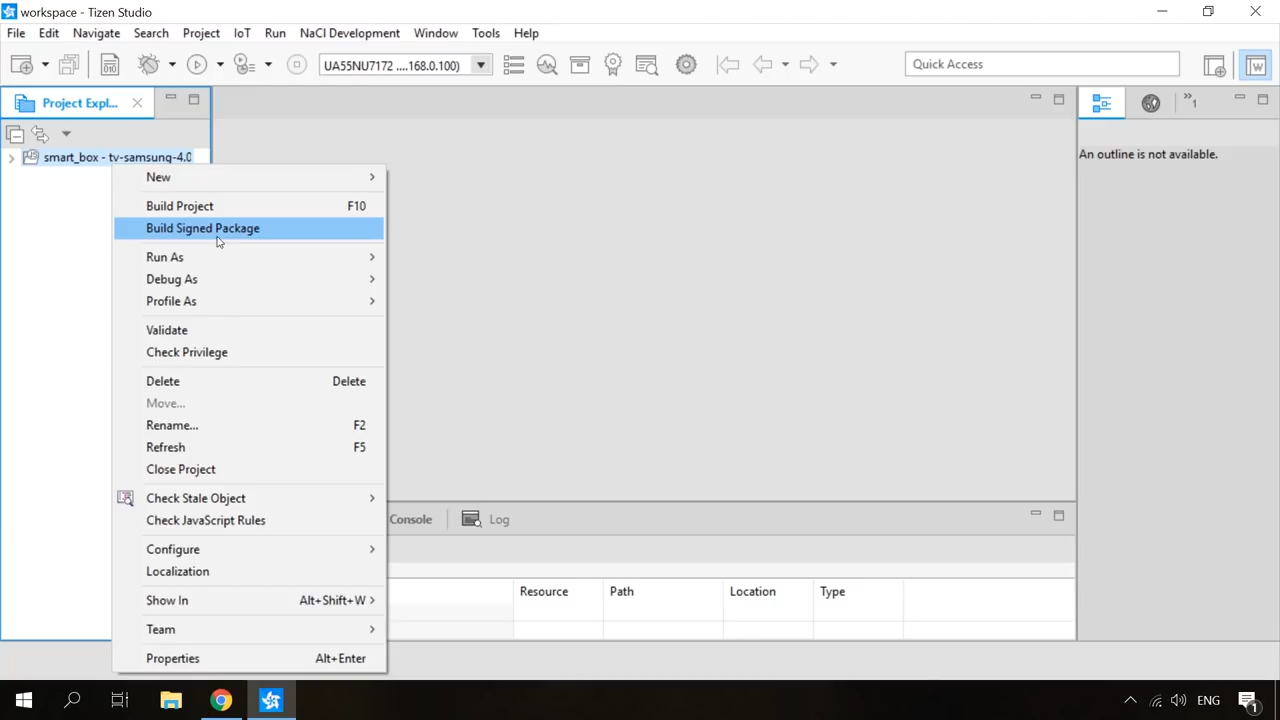 workspace - Tizen Studio
File Edit Navigate Search Project IoT Run NaCl Development Window Tools Help
UA55NU7172 ....168.0.100)
Quick Access
Project Expl...
1
smart_box - tv-samsung-4.0
An outline is not available.
New
Build Project F10
Build Signed Package
Run As
Debug As
Profile As
Validate
Check Privilege
Delete Delete
Move...
Rename... F2
Refresh F5
Close Project
Check Stale Object
Check JavaScript Rules
Configure
Localization
Show In Alt+Shift+W
Team
Properties Alt+Enter
Console Log
Resource Path Location Type
ENG
1